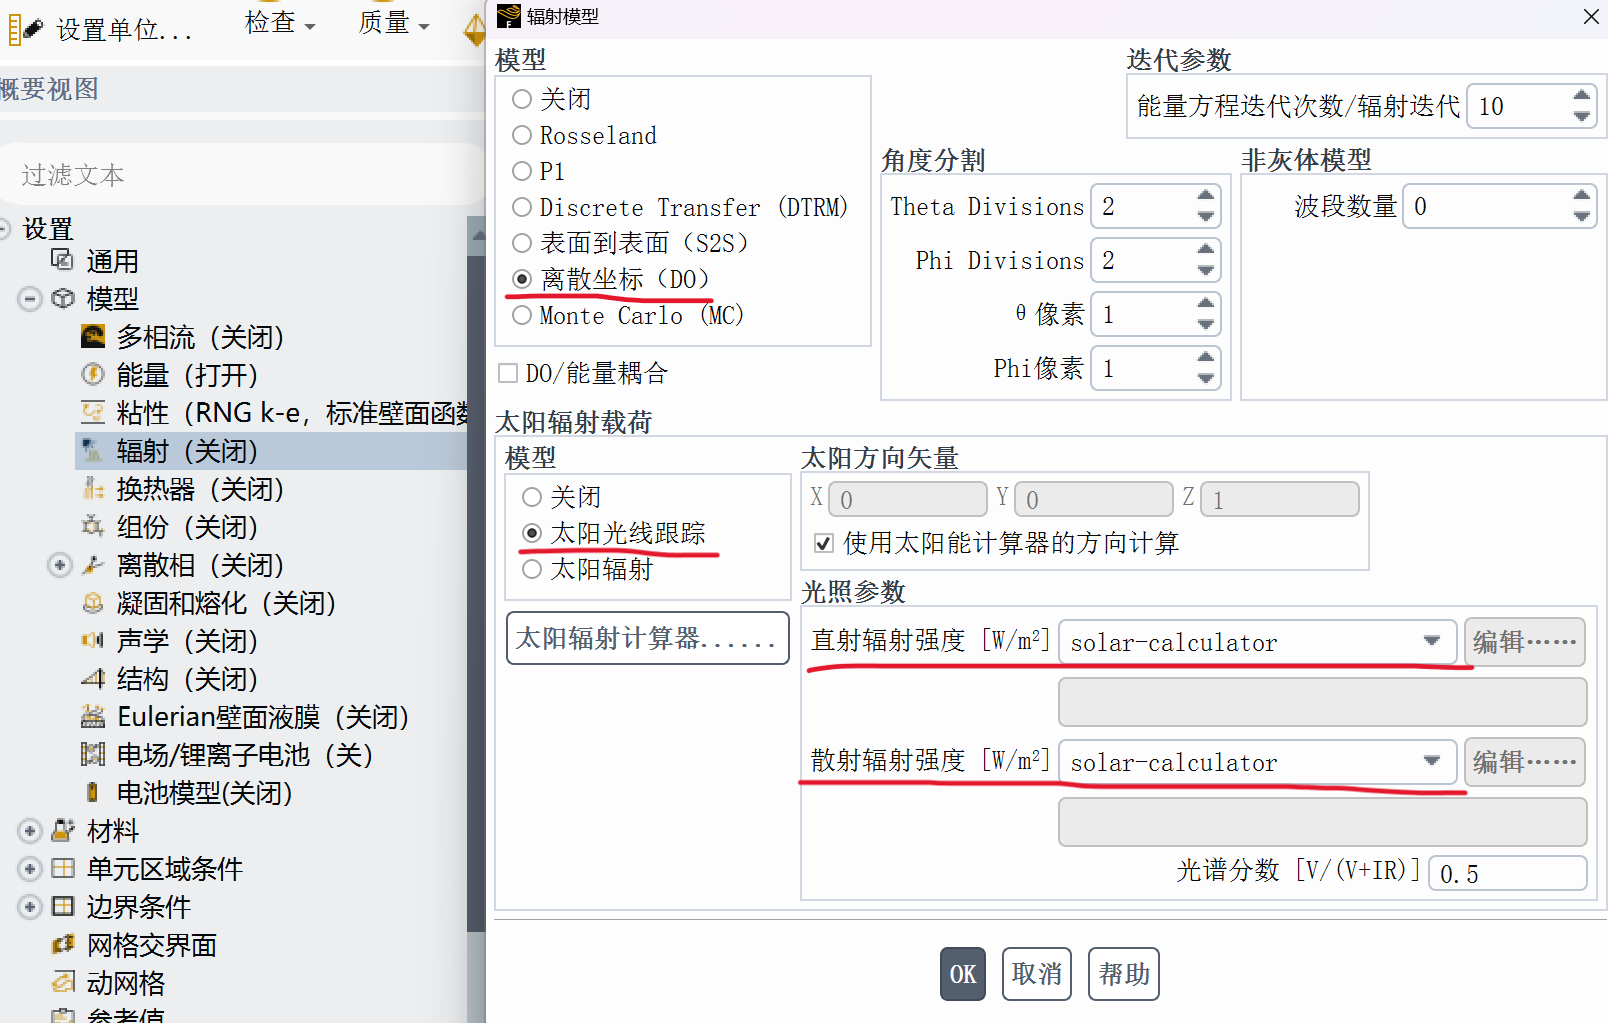 设置单位...
检查
质量
概要视图
过滤文本
设置
通用
模型
多相流 (关闭)
能量 (打开)
粘性 (RNG k-e, 标准壁面函数
辐射 (关闭)
换热器 (关闭)
组份 (关闭)
离散相 (关闭)
凝固和熔化 (关闭)
声学 (关闭)
结构 (关闭)
Eulerian壁面液膜 (关闭)
电场/锂离子电池 (关)
电池模型(关闭)
材料
单元区域条件
边界条件
网格交界面
动网格
参考值
辐射模型
模型
关闭
Rosseland
P1
Discrete Transfer (DTRM)
表面到表面 (S2S)
离散坐标 (DO)
Monte Carlo (MC)
DO/能量耦合
迭代参数
能量方程迭代次数/辐射迭代 10
角度分割
Theta Divisions 2
Phi Divisions 2
θ 像素 1
Phi像素 1
非灰体模型
波段数量 0
太阳辐射载荷
模型
关闭
太阳光线跟踪
太阳辐射
太阳辐射计算器......
太阳方向矢量
X 0 Y 0 Z 1
使用太阳能计算器的方向计算
光照参数
直射辐射强度 [W/m²] solar-calculator 编辑……
散射辐射强度 [W/m²] solar-calculator 编辑……
光谱分数 [V/(V+IR)] 0.5
OK 取消 帮助